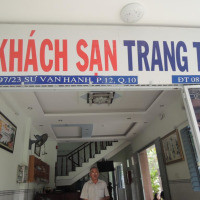 KHÁCH SẠN TRANG T
97/23 SƯ VẠN HẠNH, P.12, Q.10 ĐT 08